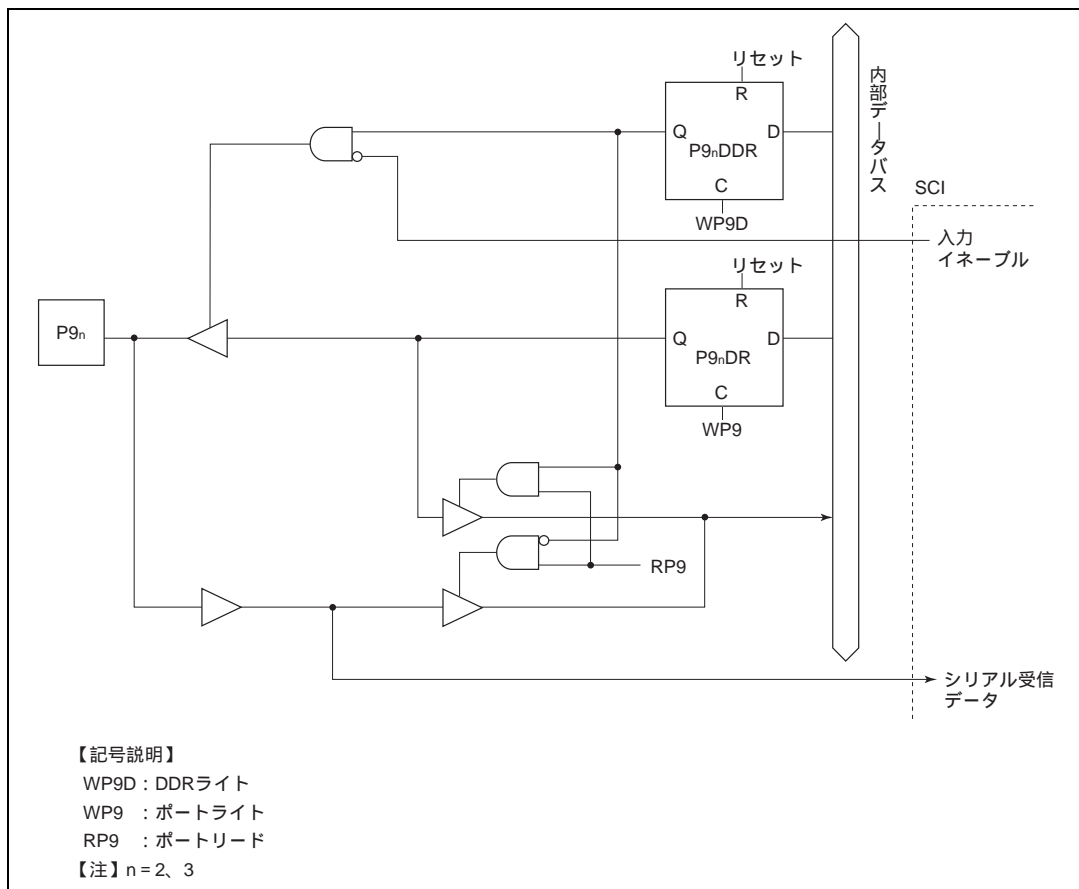 リセット
R
Q
D
P9nDDR
C
WP9D
内部データバス
SCI
入力
イネーブル
リセット
R
P9n
Q
D
P9nDR
C
WP9
RP9
シリアル受信
データ
【記号説明】
WP9D：DDRライト
WP9 ：ポートライト
RP9 ：ポートリード
【注】n = 2、3